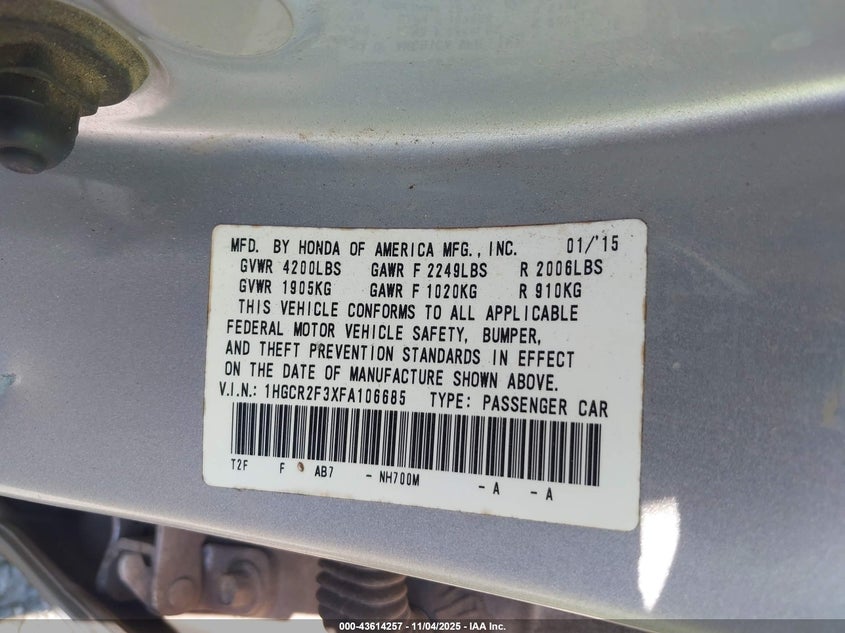 MFD. BY HONDA OF AMERICA MFG., INC. 01/'15
GVWR 4200LBS GAWR F 2249LBS R 2006LBS
GVWR 1905KG GAWR F 1020KG R 910KG
THIS VEHICLE CONFORMS TO ALL APPLICABLE
FEDERAL MOTOR VEHICLE SAFETY, BUMPER,
AND THEFT PREVENTION STANDARDS IN EFFECT
ON THE DATE OF MANUFACTURE SHOWN ABOVE.
V.I.N.: 1HGCR2F3XFA106685 TYPE: PASSENGER CAR
T2F F AB7 - NH700M - A - A
000-43614257 - 11/04/2025 - IAA Inc.